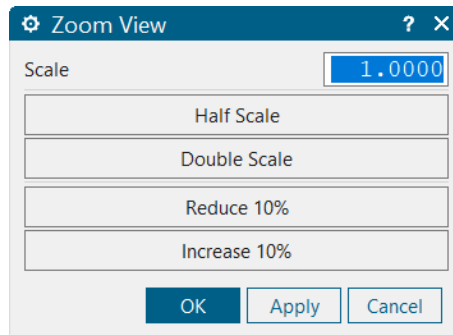 Zoom View ?
Scale 1.0000
Half Scale
Double Scale
Reduce 10%
Increase 10%
OK Apply Cancel